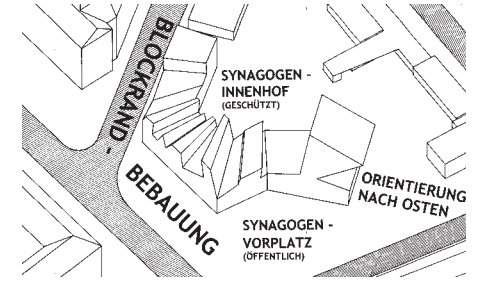 BLOCKRAND -
BEBAUUNG
SYNAGOGEN -
INNENHOF
(GESCHÜTZT)
ORIENTIERUNG
NACH OSTEN
SYNAGOGEN -
VORPLATZ
(ÖFFENTLICH)